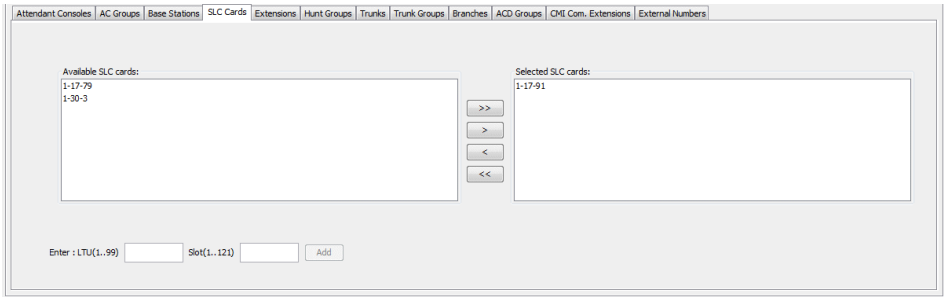 Attendant Consoles AC Groups Base Stations SLC Cards Extensions Hunt Groups Trunks Trunk Groups Branches ACD Groups CMI Com. Extensions External Numbers
Available SLC cards:
1-17-79
1-30-3
>>
>
<
<<
Selected SLC cards:
1-17-91
Enter : LTU(1..99) Slot(1..121) Add